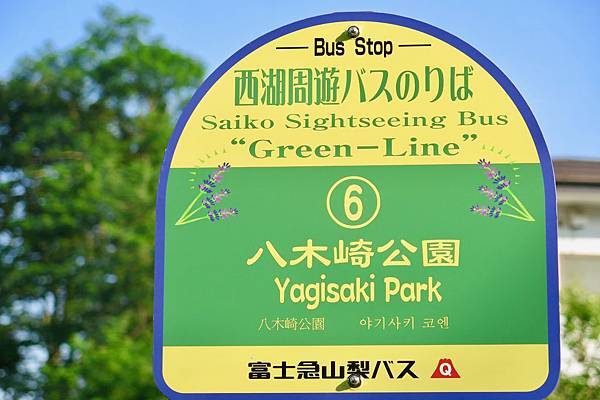 Bus Stop
西湖周遊バスのりば
Saiko Sightseeing Bus
“Green-Line”
6
八木崎公園
Yagisaki Park
八木崎公園 야기사키 코엔
富士急山梨バス Q